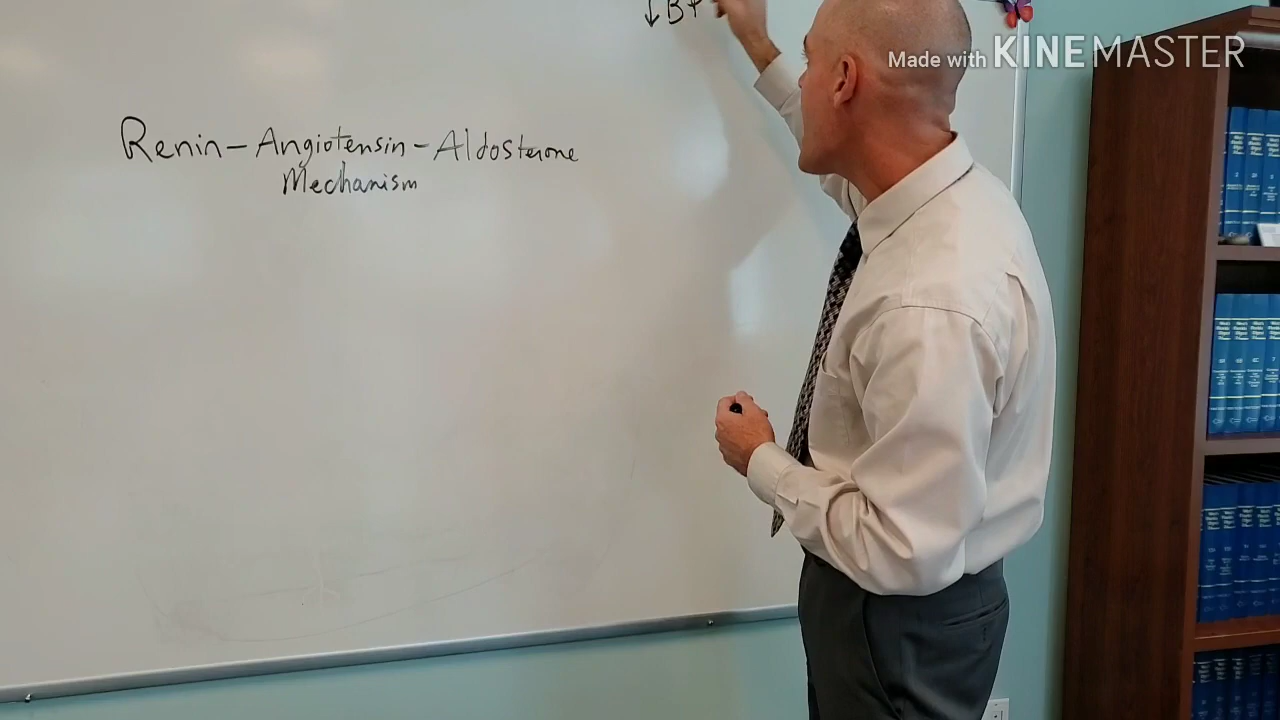 ↓ BP
Made with KINEMASTER
Renin-Angiotensin-Aldosterone
Mechanism